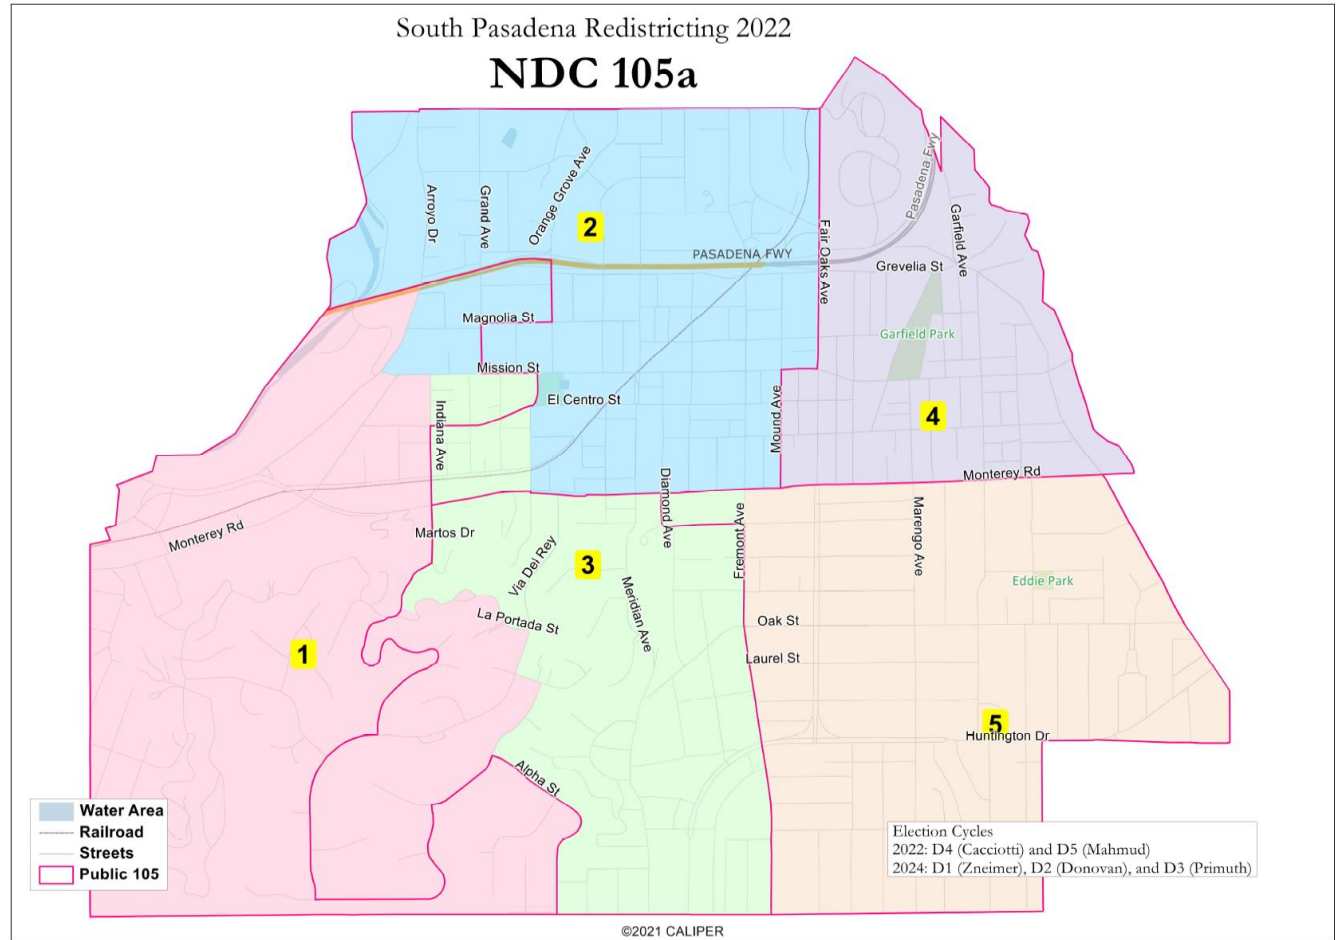 South Pasadena Redistricting 2022
NDC 105a
Arroyo Dr
Grand Ave
Orange Grove Ave
2
PASADENA FWY
Pasadena Fwy
Fair Oaks Ave
Garfield Ave
Grevelia St
Magnolia St
Garfield Park
Mission St
El Centro St
Indiana Ave
Mound Ave
4
Monterey Rd
Diamond Ave
Monterey Rd
Martos Dr
Via Del Rey
3
Fremont Ave
Marengo Ave
Eddie Park
Meridian Ave
La Portada St
Oak St
1
Laurel St
5
Huntington Dr
Alpha St
Water Area
Railroad
Streets
Public 105
Election Cycles
2022: D4 (Cacciotti) and D5 (Mahmud)
2024: D1 (Zneimer), D2 (Donovan), and D3 (Primuth)
©2021 CALIPER